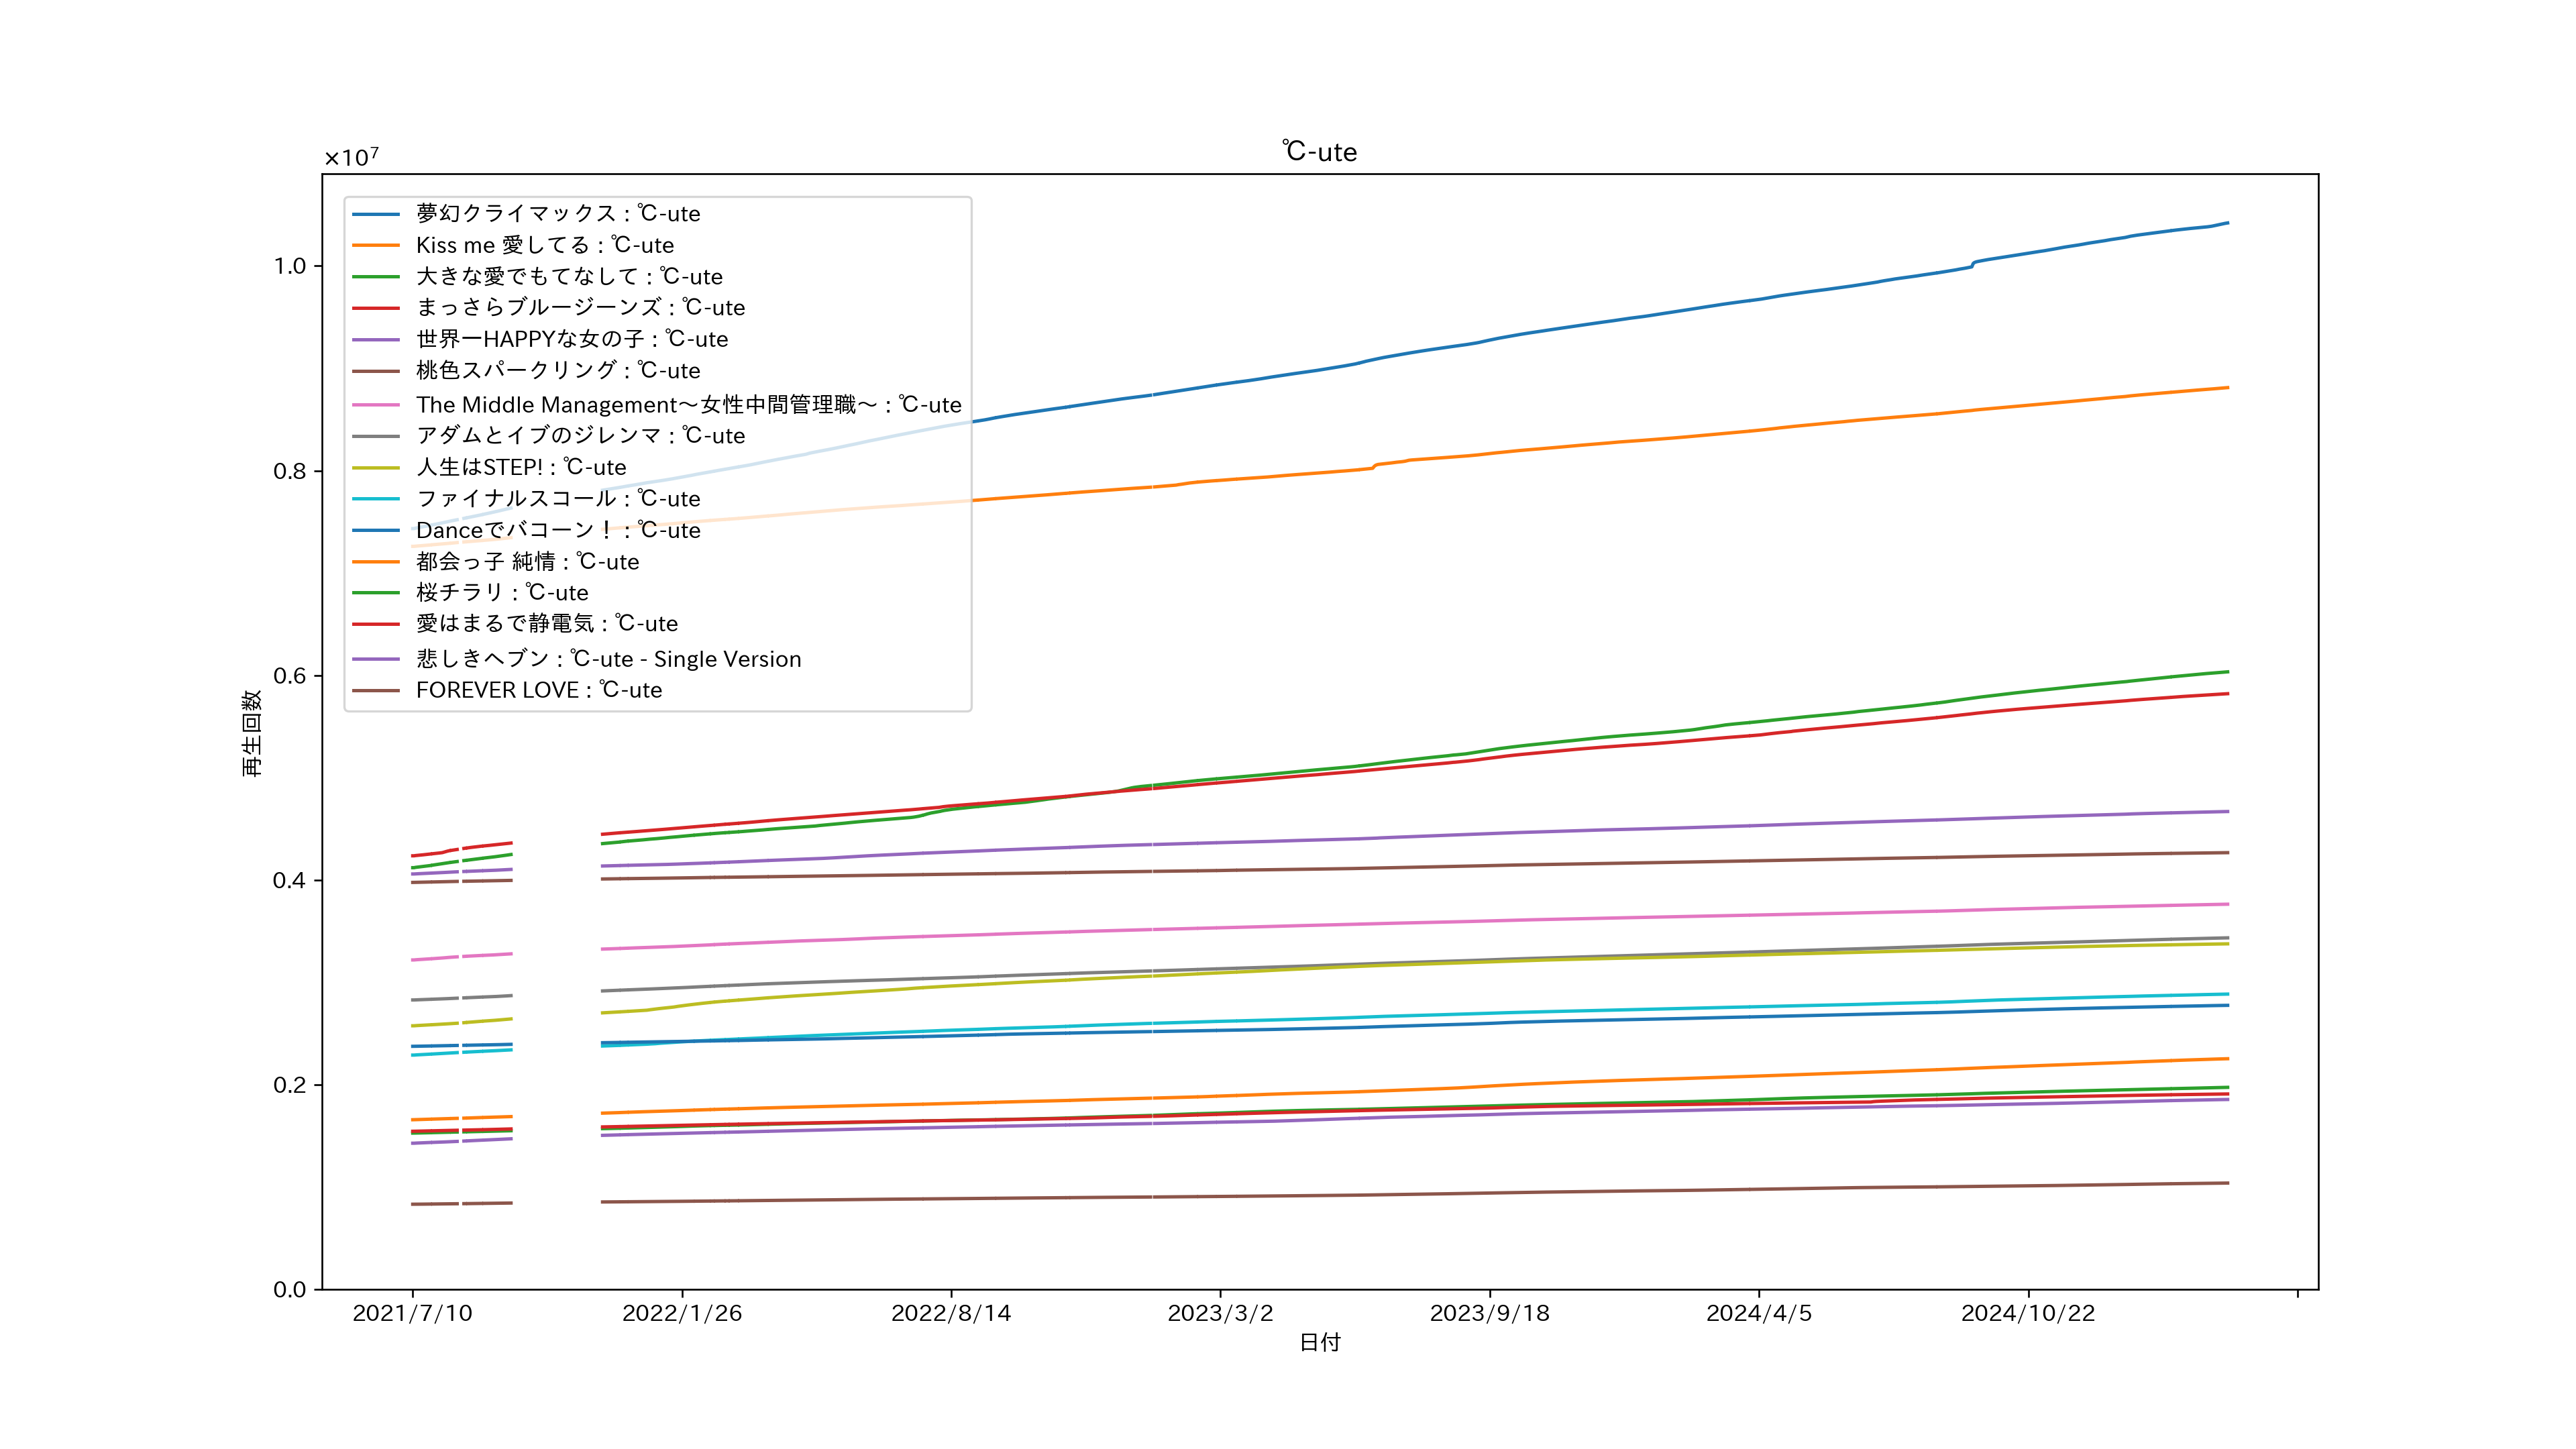 ℃-ute
×10⁷
夢幻クライマックス : ℃-ute
Kiss me 愛してる : ℃-ute
大きな愛でもてなして : ℃-ute
まっさらブルージーンズ : ℃-ute
世界一HAPPYな女の子 : ℃-ute
桃色スパークリング : ℃-ute
The Middle Management～女性中間管理職～ : ℃-ute
アダムとイブのジレンマ : ℃-ute
人生はSTEP! : ℃-ute
ファイナルスコール : ℃-ute
Danceでバコーン！ : ℃-ute
都会っ子 純情 : ℃-ute
桜チラリ : ℃-ute
愛はまるで静電気 : ℃-ute
悲しきヘブン : ℃-ute - Single Version
FOREVER LOVE : ℃-ute
1.0
0.8
0.6
0.4
0.2
0.0
再生回数
2021/7/10
2022/1/26
2022/8/14
2023/3/2
2023/9/18
2024/4/5
2024/10/22
日付